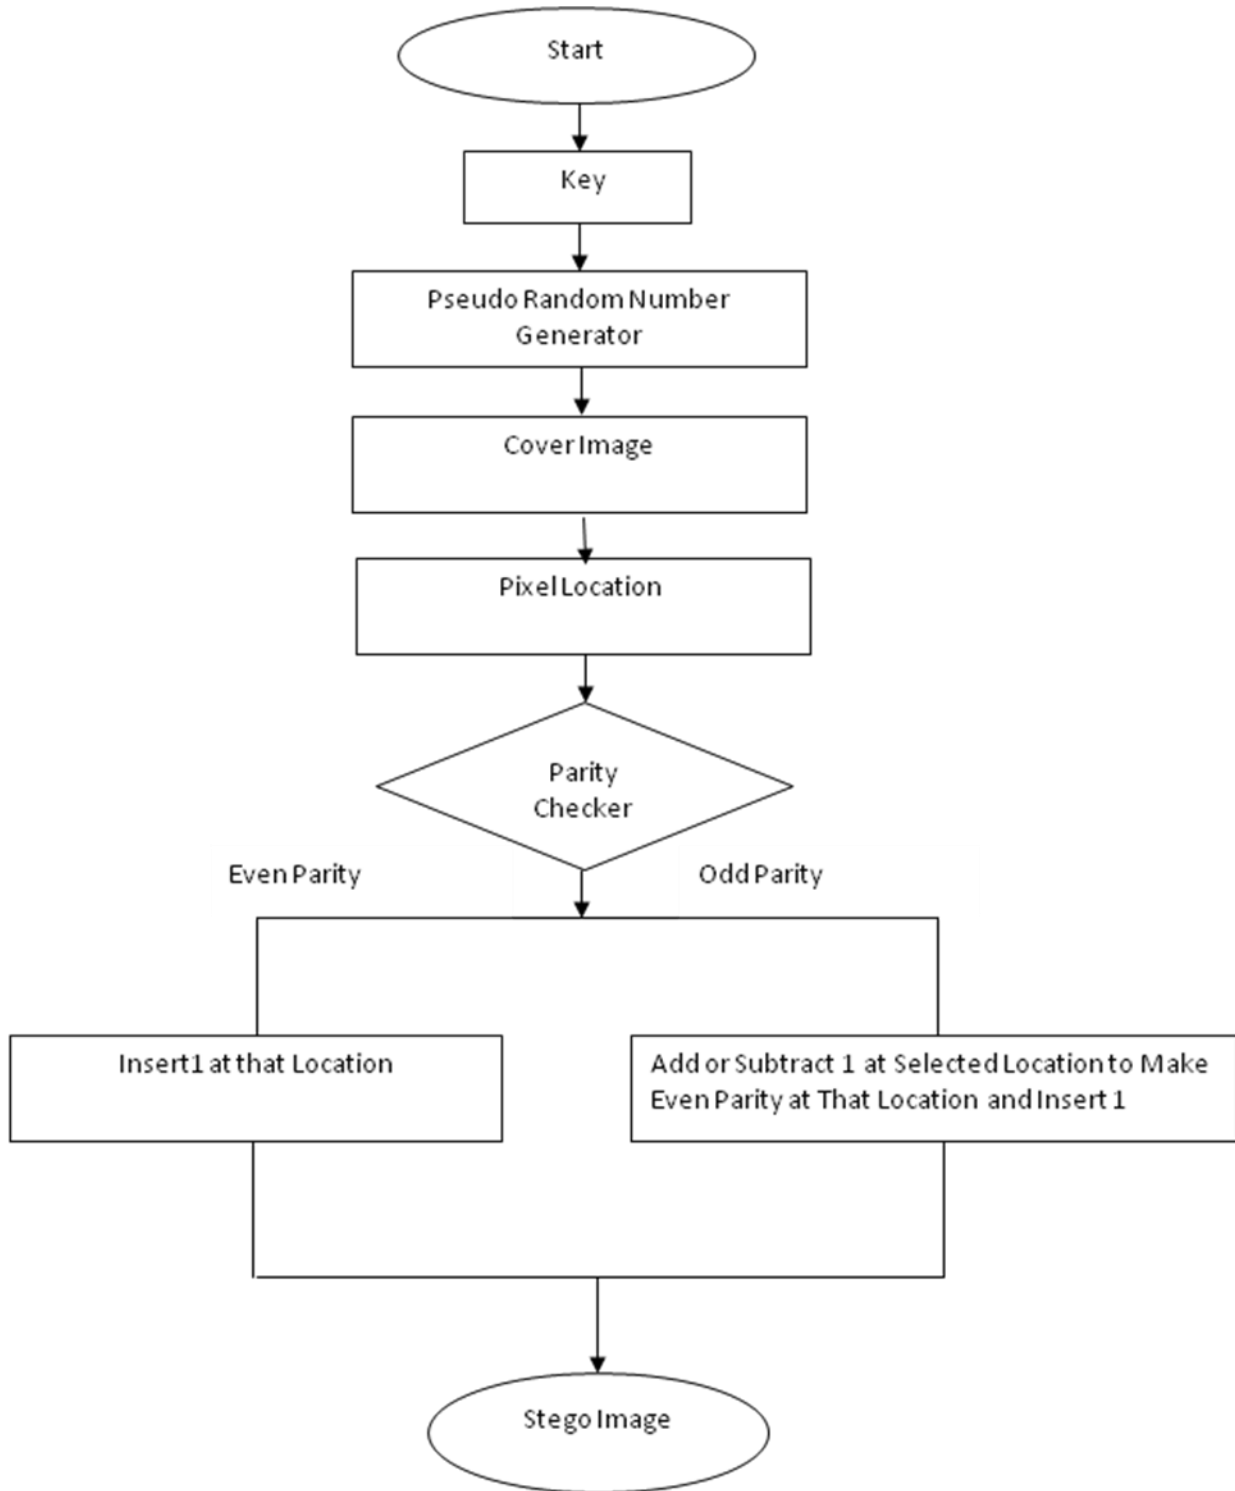 Start
Key
Pseudo Random Number
Generator
Cover Image
Pixel Location
Parity
Checker
Even Parity
Odd Parity
Insert1 at that Location
Add or Subtract 1 at Selected Location to Make
Even Parity at That Location and Insert 1
Stego Image